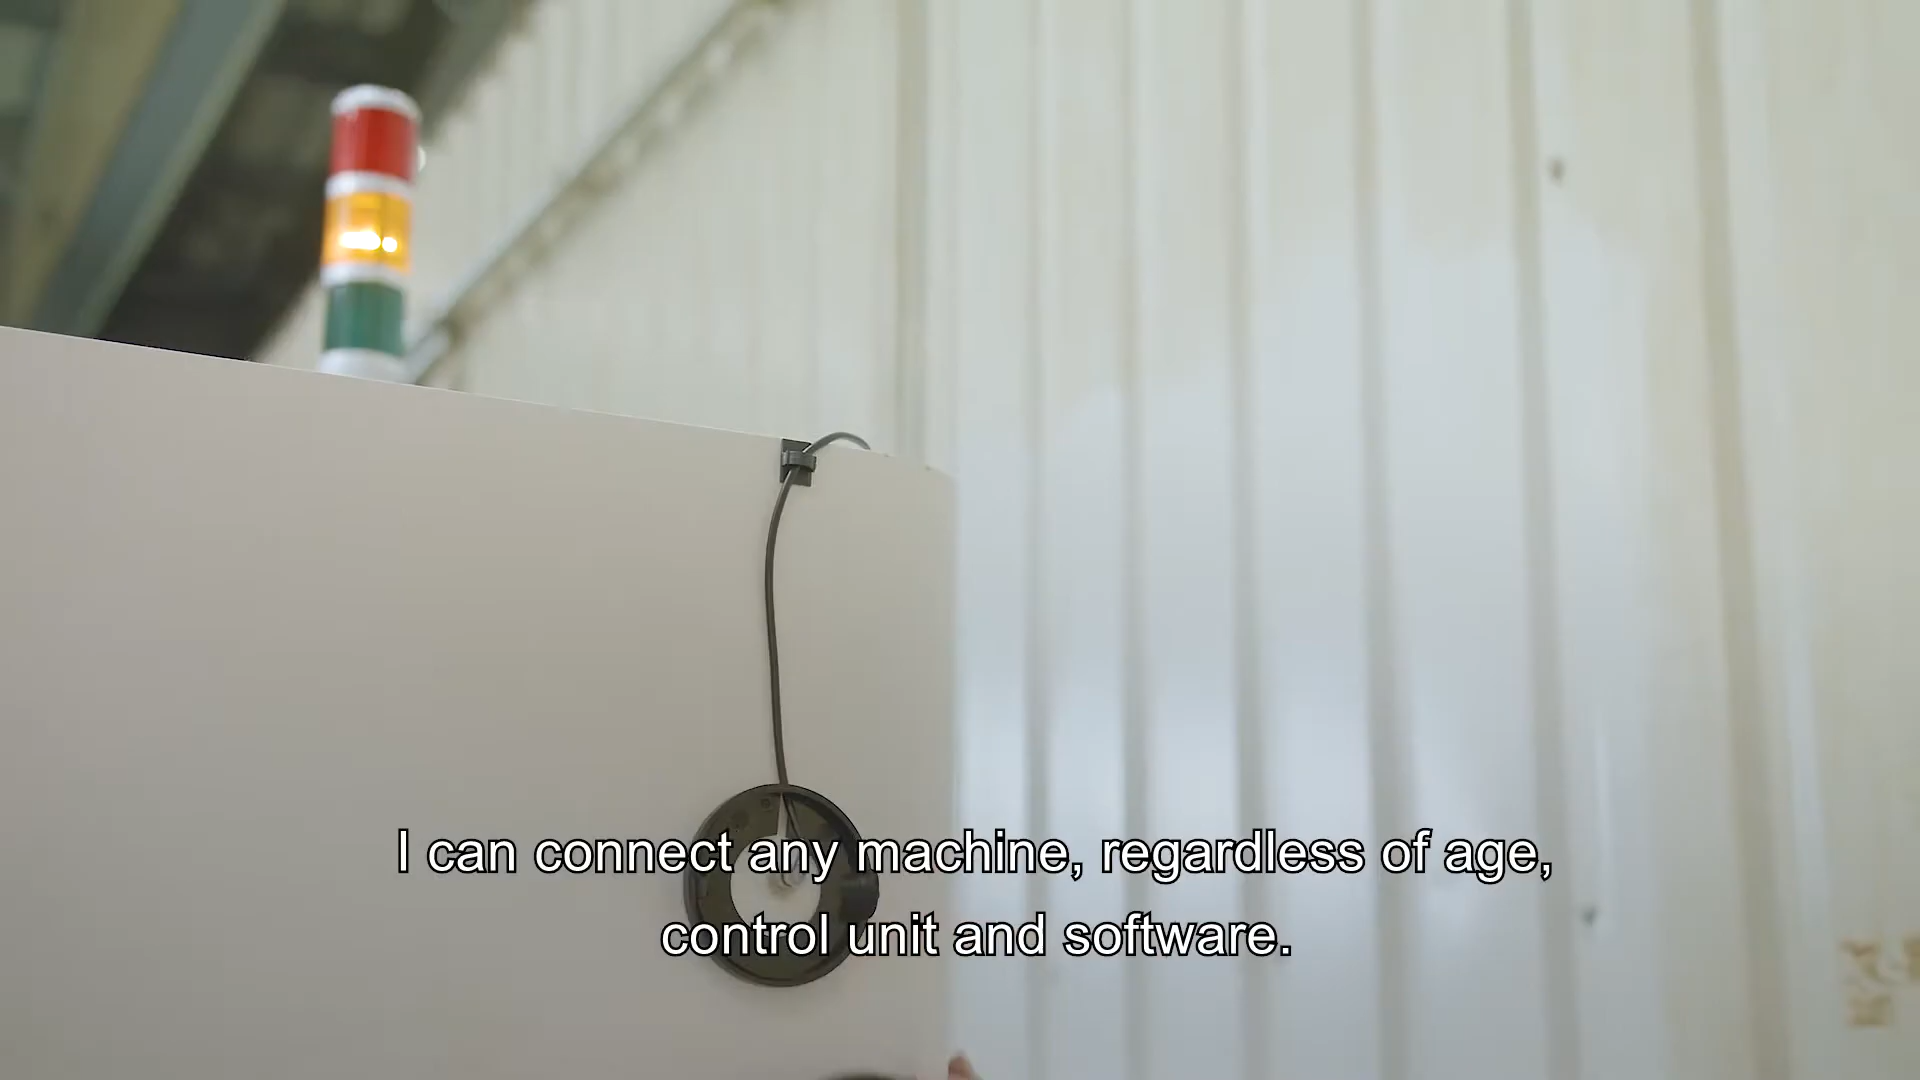 I can connect any machine, regardless of age,
control unit and software.